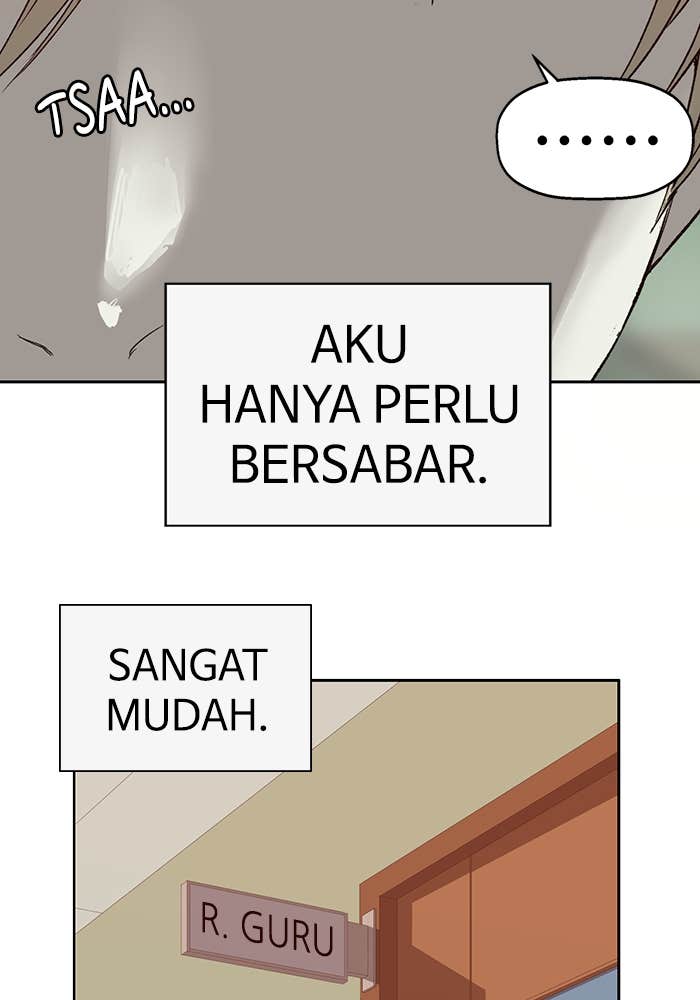 TSAA...
......
AKU
HANYA PERLU
BERSABAR.
SANGAT
MUDAH.
R. GURU